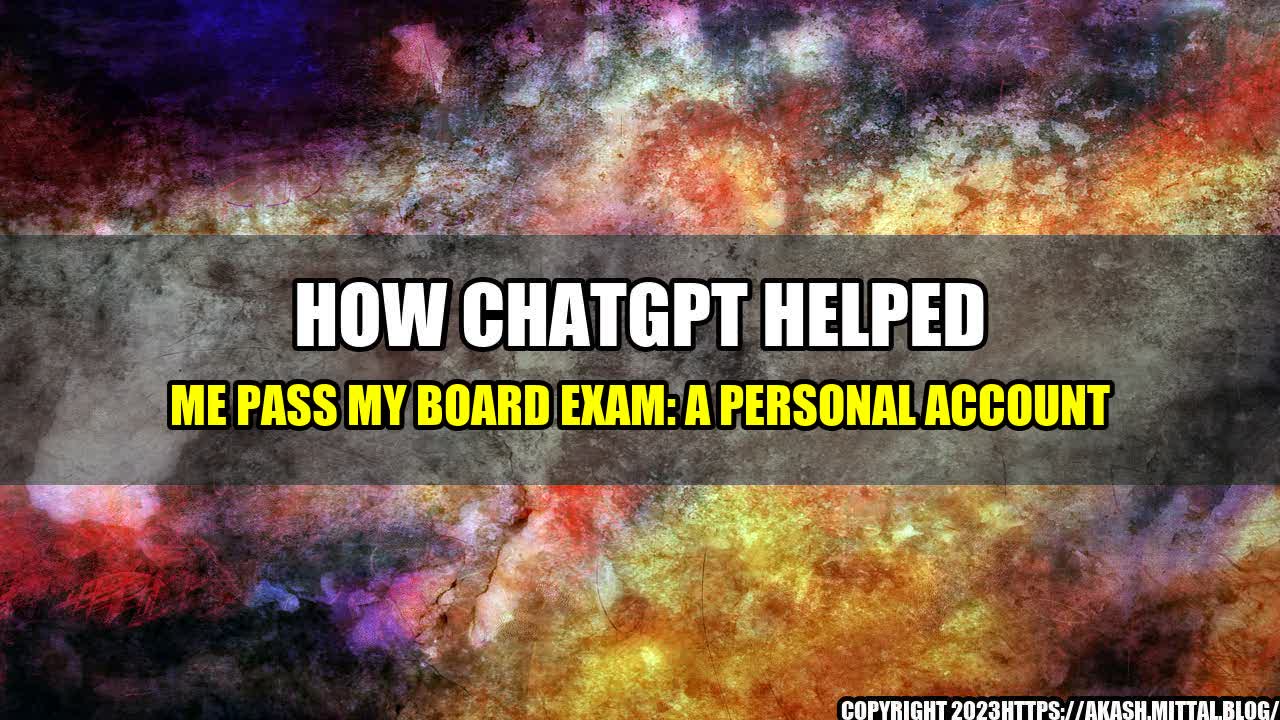 HOW CHATGPT HELPED
ME PASS MY BOARD EXAM: A PERSONAL ACCOUNT
COPYRIGHT 2023HTTPS://AKASH.MITTAL.BLOG/